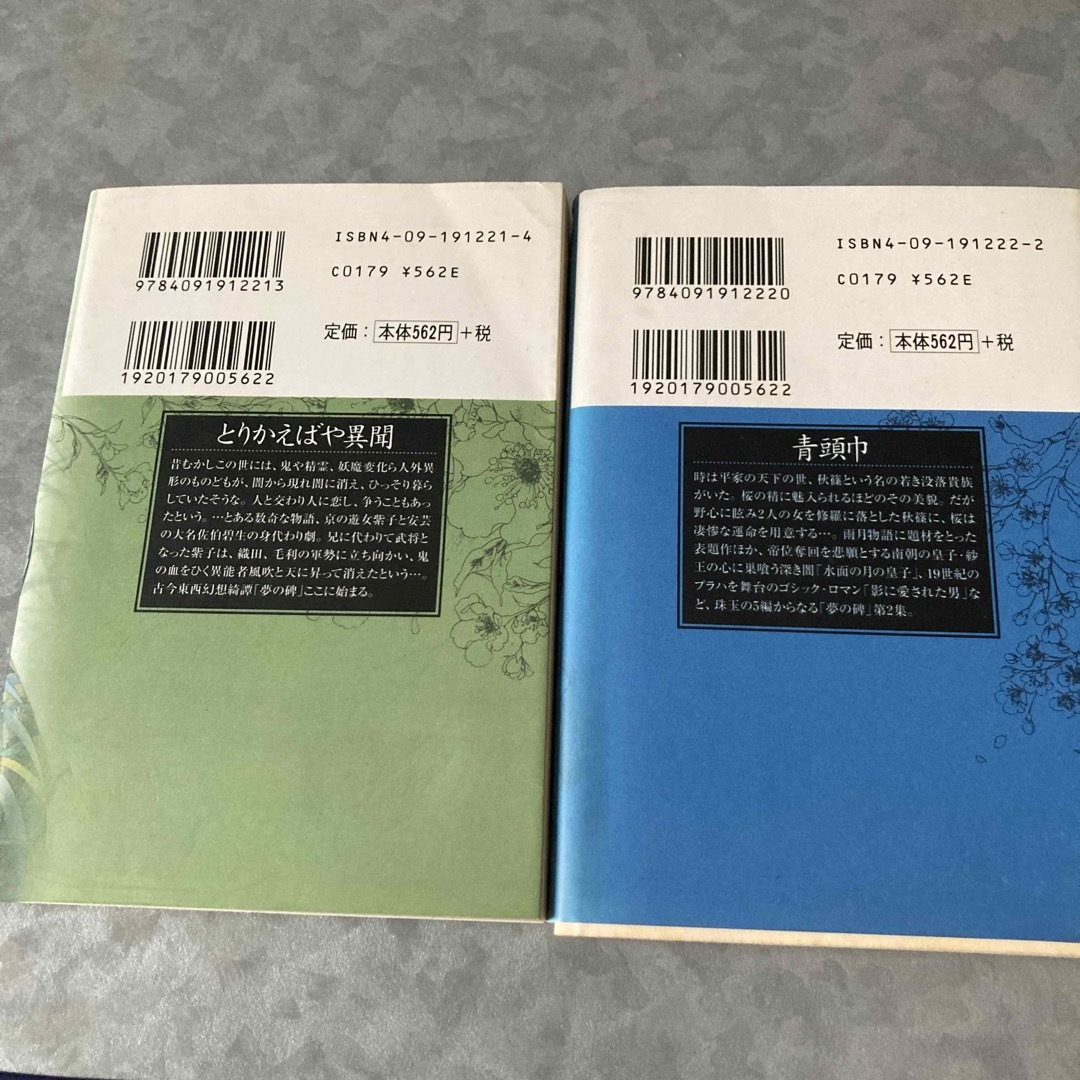 ISBN4-09-191221-4
C0179 ¥562E
9784091912213
定価：本体562円+税
1920179005622
とりかえばや異聞
昔むかしこの世には、鬼や精霊、妖魔変化ら人外異
形のものどもが、闇から現れ闇に消え、ひっそり暮ら
していたそうな。人と交わり人に恋し、争うこともあっ
たという。…とある数奇な物語、京の遊女紫子と安芸
の大名佐伯碧生の身代わり劇。兄に代わって武将と
なった紫子は、織田、毛利の軍勢に立ち向かい、鬼
の血をひく異能者風吹と天に昇って消えたという…。
古今東西幻想綺譚「夢の碑」ここに始まる。
ISBN4-09-191222-2
C0179 ¥562E
9784091912220
定価：本体562円+税
1920179005622
青頭巾
時は平家の天下の世、秋篠という名の若き没落貴族
がいた。桜の精に魅入られるほどのその美貌。だが
野心に眩み2人の女を修羅に落とした秋篠に、桜は
凄惨な運命を用意する…。雨月物語に題材をとった
表題作ほか、帝位奪回を悲願とする南朝の皇子・紗
王の心に巣喰う深き闇「水面の月の皇子」、19世紀の
プラハを舞台のゴシック・ロマン「影に愛された男」な
ど、珠玉の5編からなる「夢の碑」第2集。